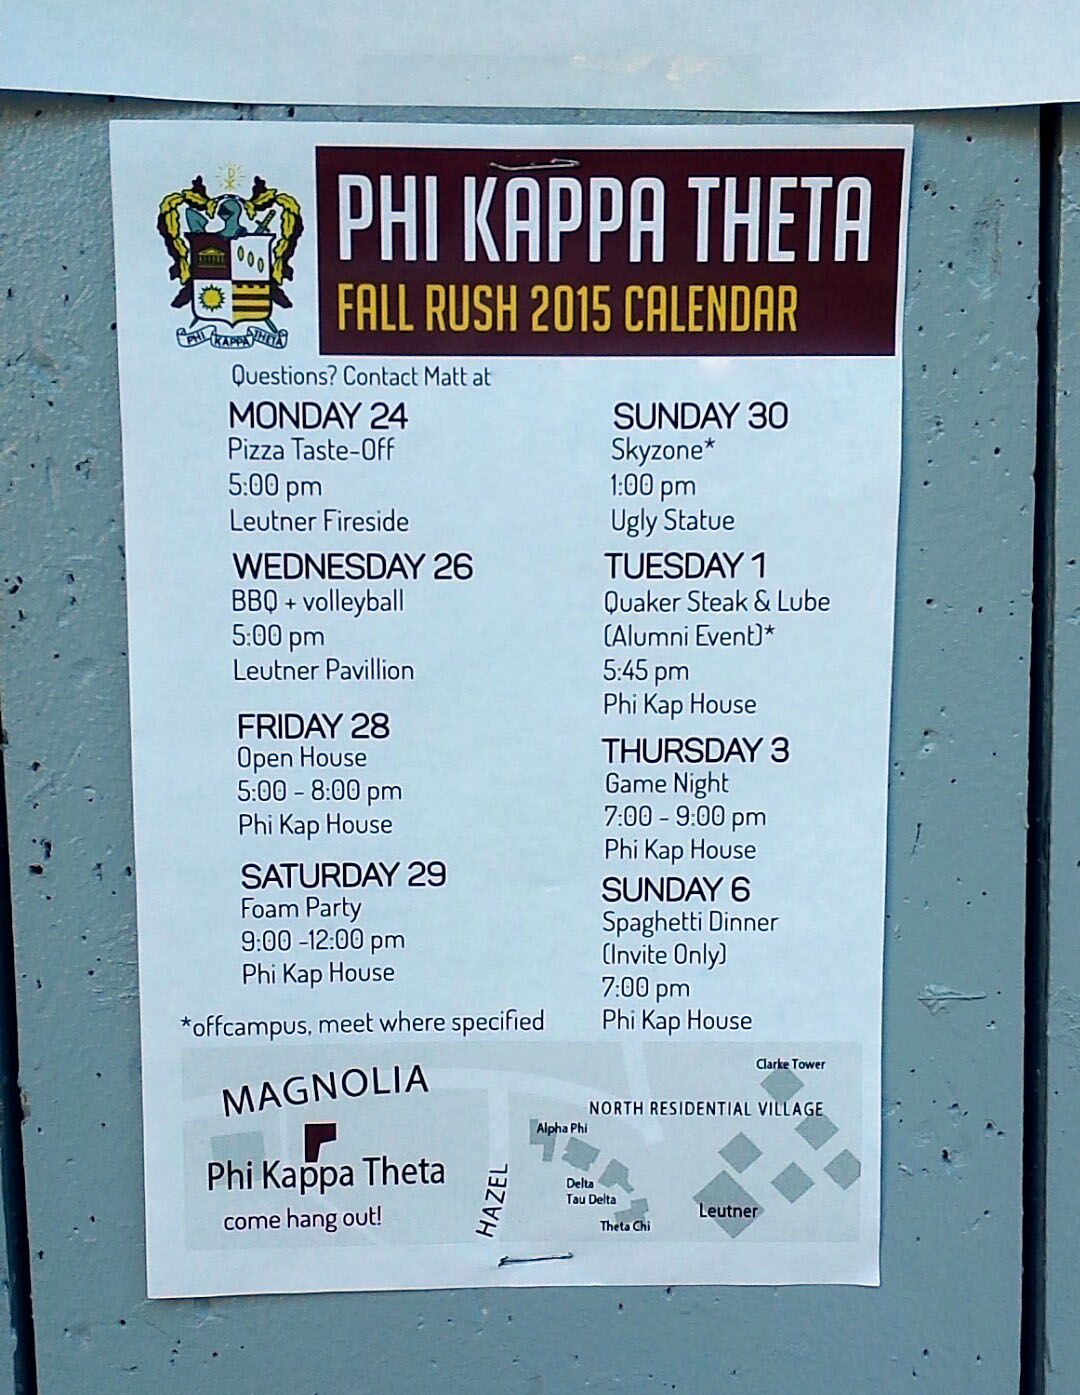 PHI KAPPA THETA
PHI KAPPA THETA
FALL RUSH 2015 CALENDAR
Questions? Contact Matt at
MONDAY 24
Pizza Taste-Off
5:00 pm
Leutner Fireside
WEDNESDAY 26
BBQ + volleyball
5:00 pm
Leutner Pavillion
FRIDAY 28
Open House
5:00 - 8:00 pm
Phi Kap House
SATURDAY 29
Foam Party
9:00 -12:00 pm
Phi Kap House
*offcampus, meet where specified
SUNDAY 30
Skyzone*
1:00 pm
Ugly Statue
TUESDAY 1
Quaker Steak & Lube
(Alumni Event)*
5:45 pm
Phi Kap House
THURSDAY 3
Game Night
7:00 - 9:00 pm
Phi Kap House
SUNDAY 6
Spaghetti Dinner
(Invite Only)
7:00 pm
Phi Kap House
MAGNOLIA
Phi Kappa Theta
come hang out!
HAZEL
Clarke Tower
NORTH RESIDENTIAL VILLAGE
Alpha Phi
Delta
Tau Delta
Theta Chi
Leutner